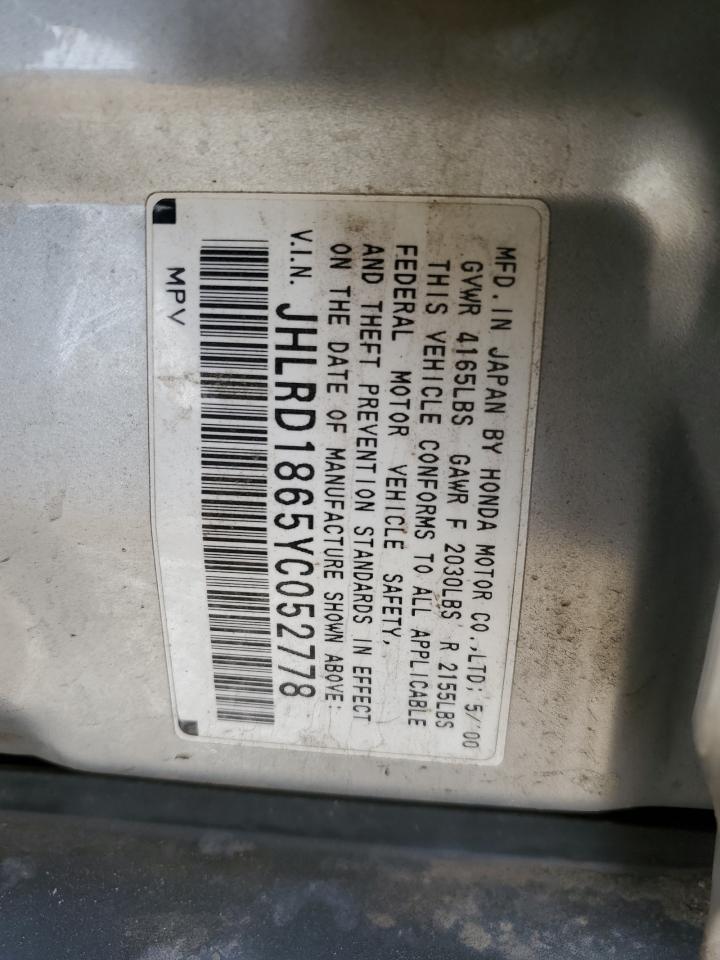 MFD. IN JAPAN BY HONDA MOTOR CO.,LTD; 5/'00
GVWR 4165LBS GAWR F 2030LBS R 2155LBS
THIS VEHICLE CONFORMS TO ALL APPLICABLE
FEDERAL MOTOR VEHICLE SAFETY,
AND THEFT PREVENTION STANDARDS IN EFFECT
ON THE DATE OF MANUFACTURE SHOWN ABOVE:
V.I.N. JHLRD1865YC052778
MPV